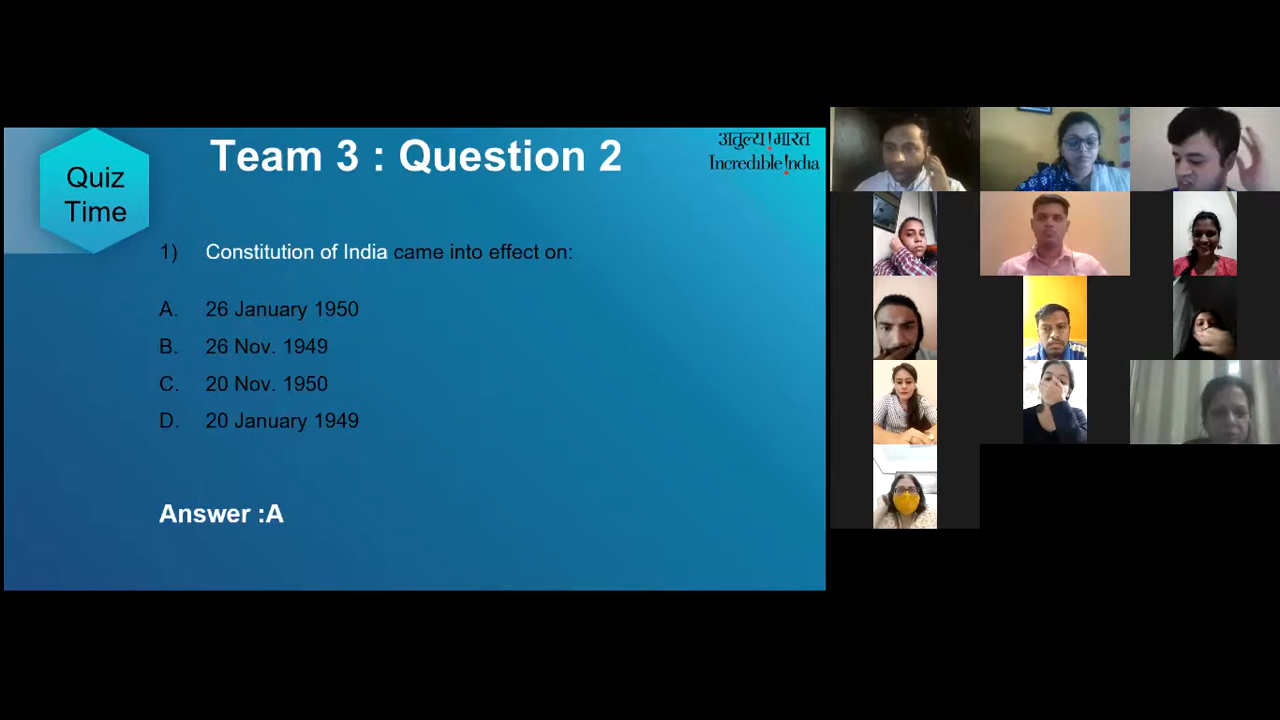 Quiz
Time
Team 3 : Question 2
अतुल्य!भारत
Incredible!ndia
1) Constitution of India came into effect on:
A. 26 January 1950
B. 26 Nov. 1949
C. 20 Nov. 1950
D. 20 January 1949
Answer :A